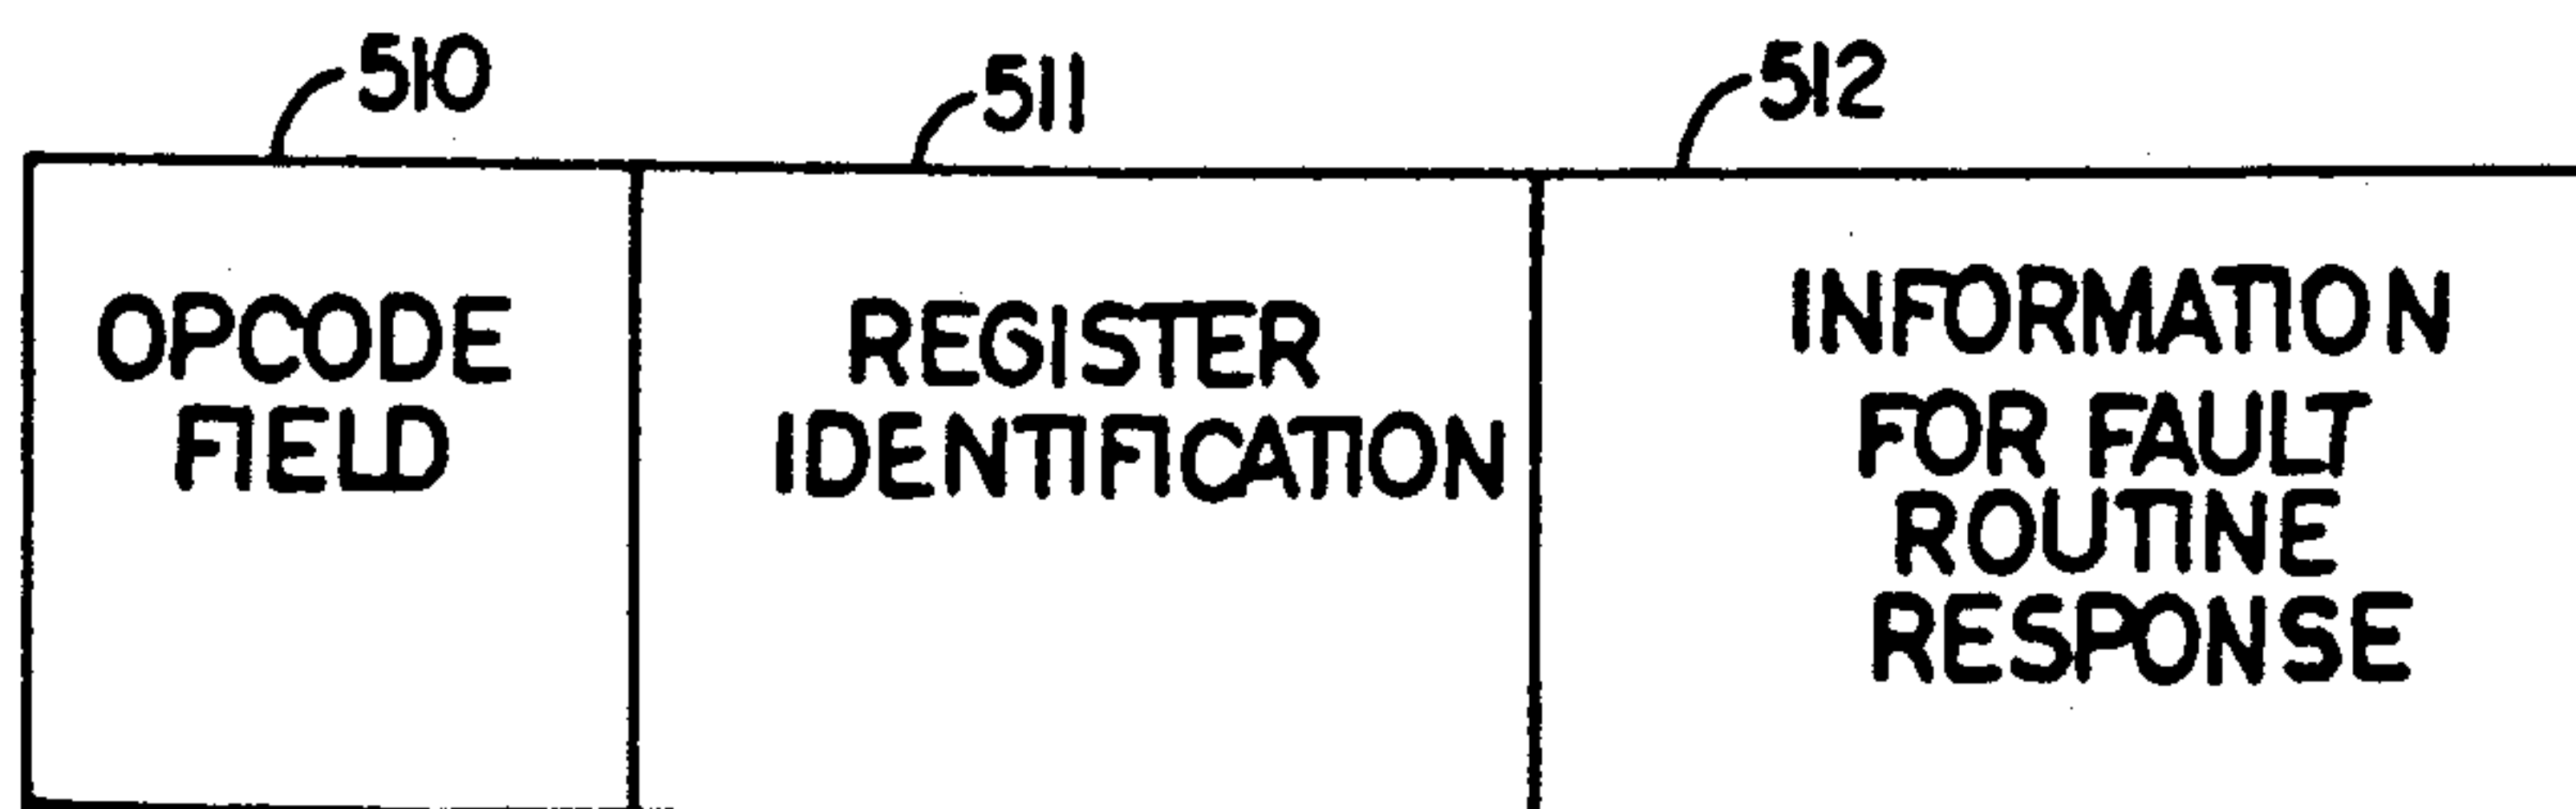 510
511
512
OPCODE
FIELD
REGISTER
IDENTIFICATION
INFORMATION
FOR FAULT
ROUTINE
RESPONSE